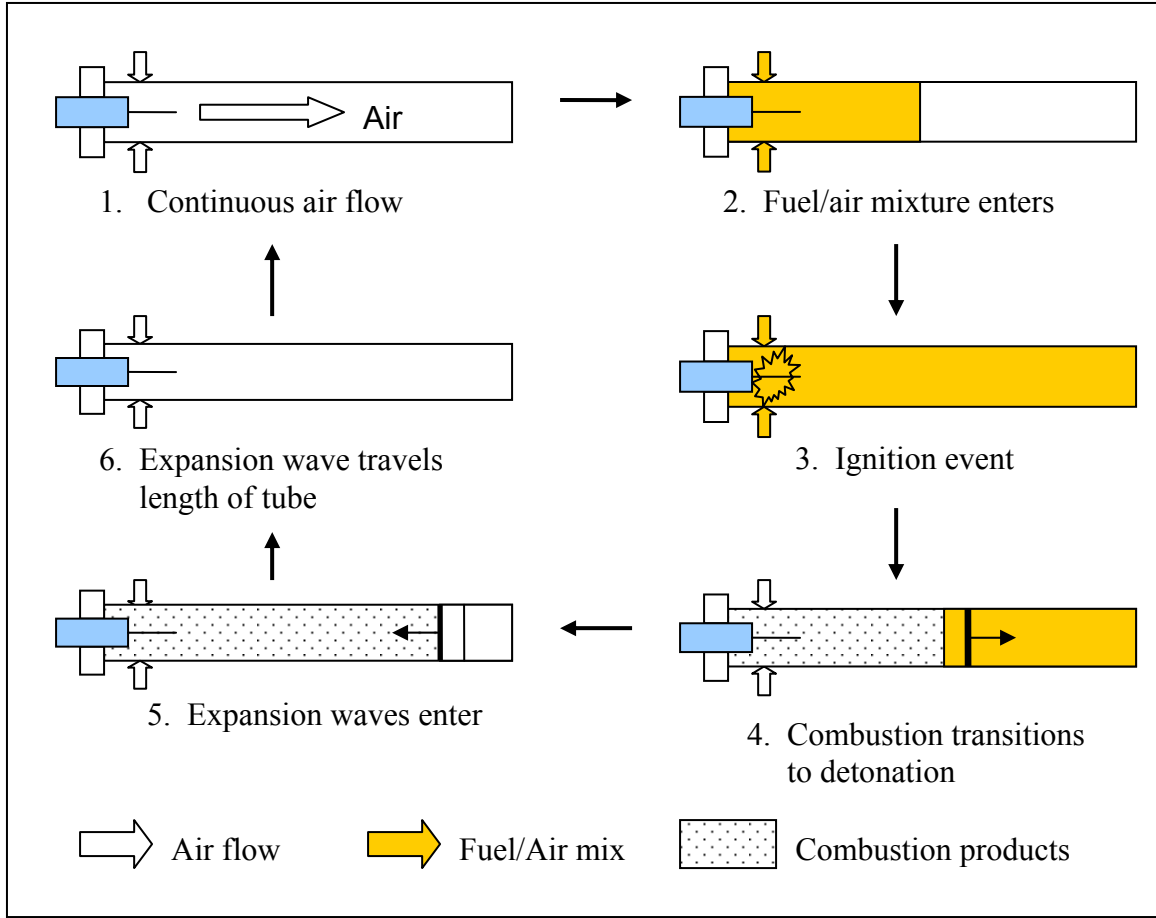 Air
1. Continuous air flow
2. Fuel/air mixture enters
6. Expansion wave travels
length of tube
3. Ignition event
5. Expansion waves enter
4. Combustion transitions
to detonation
Air flow
Fuel/Air mix
Combustion products